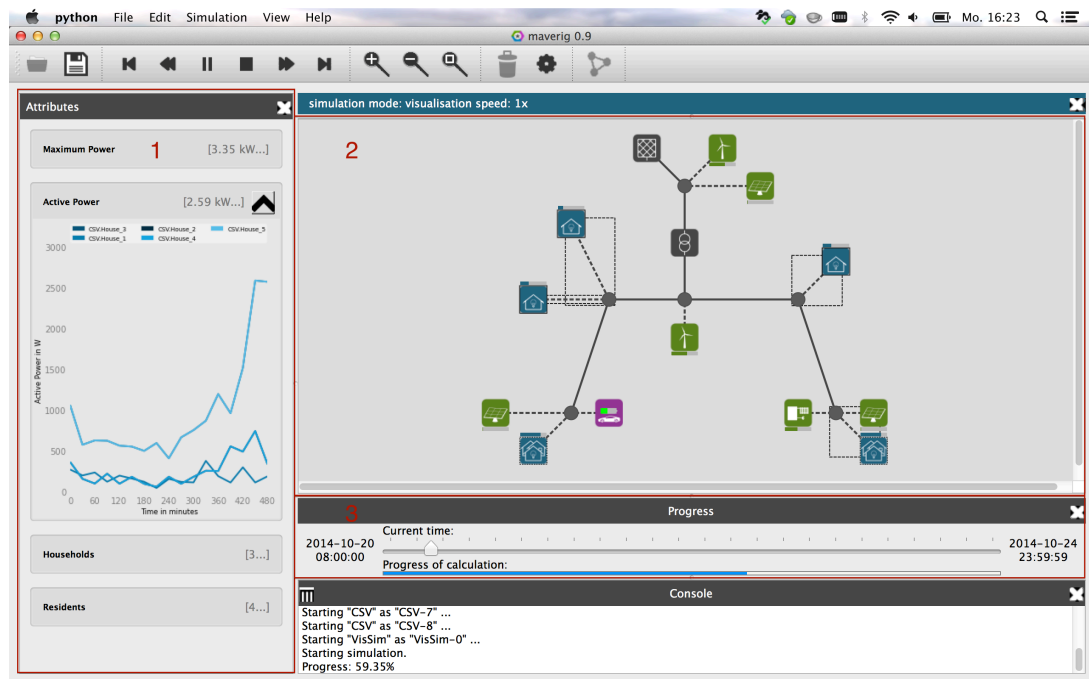 python File Edit Simulation View Help Mo. 16:23
maverig 0.9
Attributes
Maximum Power 1 [3.35 kW...]
Active Power [2.59 kW...]
CSV.House_3 CSV.House_2 CSV.House_5
CSV.House_1 CSV.House_4
3000
2500
2000
1500
1000
500
0
Active Power in W
0 60 120 180 240 300 360 420 480
Time in minutes
Households [3...]
Residents [4...]
simulation mode: visualisation speed: 1x
2
3 Progress
Current time:
2014-10-20
08:00:00
2014-10-24
23:59:59
Progress of calculation:
Console
Starting "CSV" as "CSV-7" ...
Starting "CSV" as "CSV-8" ...
Starting "VisSim" as "VisSim-0" ...
Starting simulation.
Progress: 59.35%